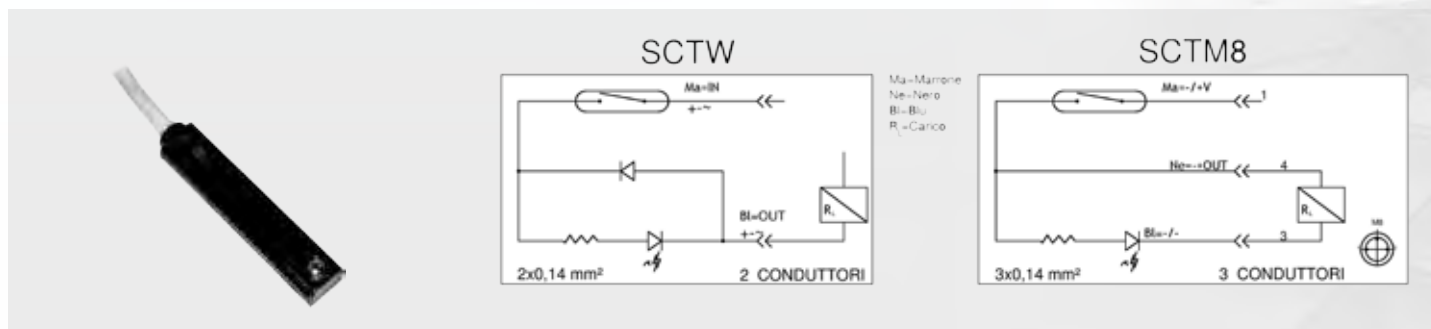 SCTW
Ma=IN
+-~
Bl=OUT
+-~
R L
2x0,14 mm²
2 CONDUTTORI
Ma=Marrone
Ne=Nero
Bl=Blu
R =Carico
SCTM8
Ma=-/+V
1
Ne=-+OUT
4
R L
Bl=-/-
3
M8
3x0,14 mm²
3 CONDUTTORI